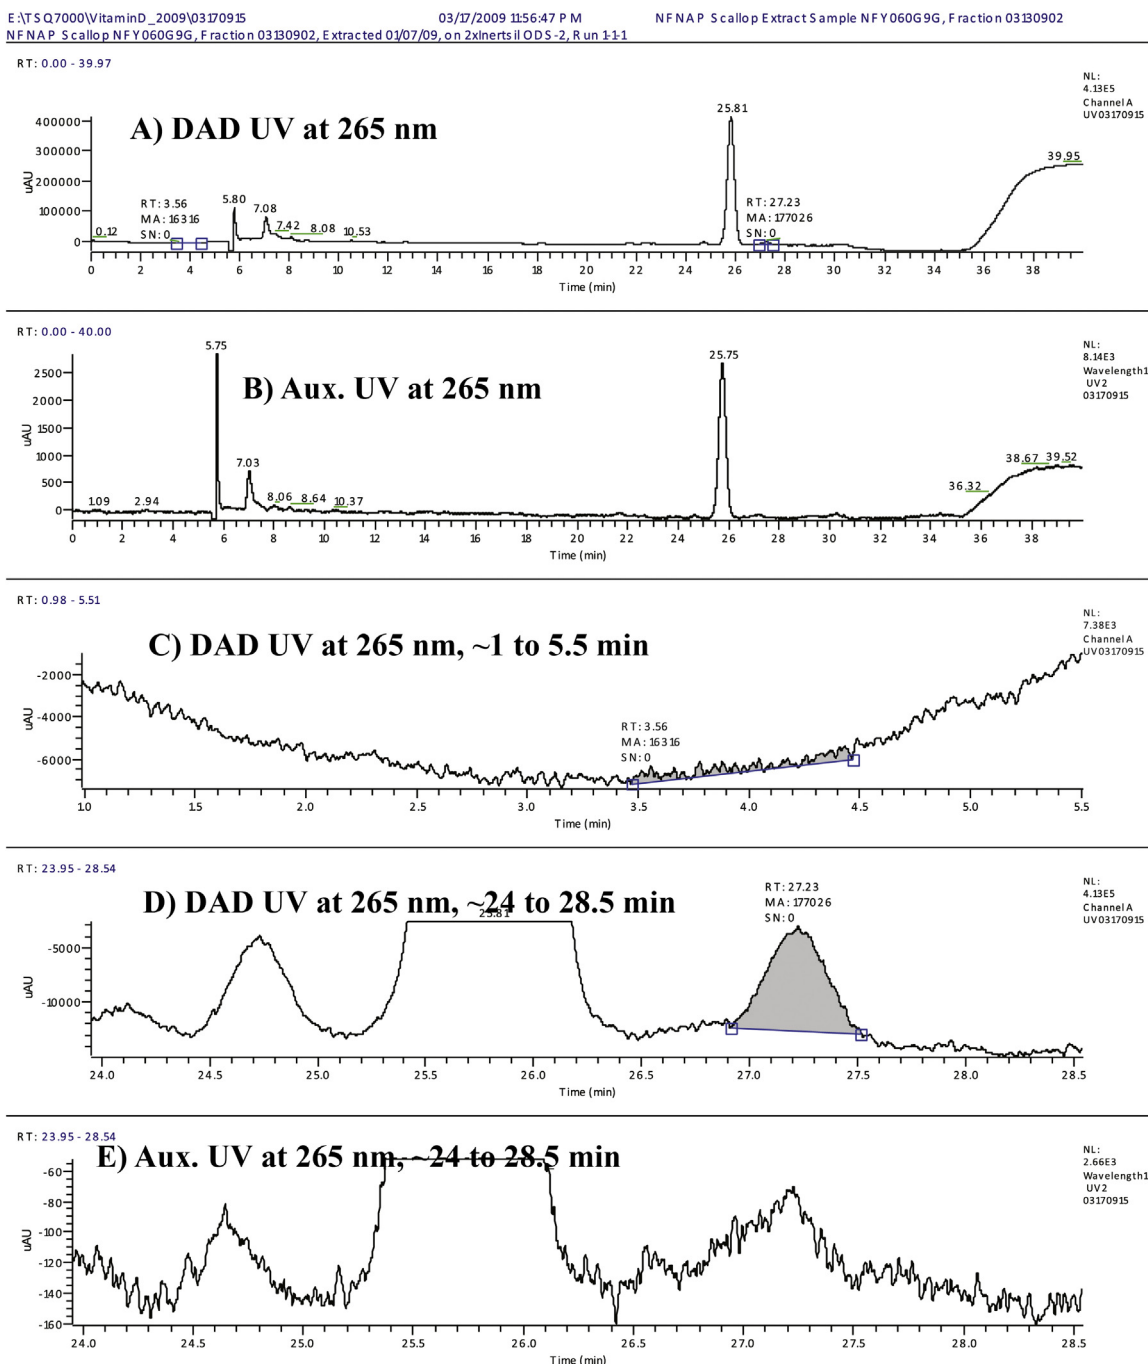 E:\TSQ7000\VitaminD_2009\03170915 03/17/2009 11:56:47 PM NFNAP Scallop Extract Sample NFY060G9G, Fraction 03130902
NFNAP Scallop NFY060G9G, Fraction 03130902, Extracted 01/07/09, on 2xInertsil ODS-2, Run 1-1-1
RT: 0.00 - 39.97
NL:
4.13E5
Channel A
UV 03170915
A) DAD UV at 265 nm
25.81
39.95
RT: 3.56
MA: 16316
SN: 0
5.80
7.08
7.42
8.08
10.53
0.12
RT: 27.23
MA: 177026
SN: 0
400000
300000
200000
100000
0
uAU
0 2 4 6 8 10 12 14 16 18 20 22 24 26 28 30 32 34 36 38
Time (min)
RT: 0.00 - 40.00
NL:
8.14E3
Wavelength1
UV2
03170915
B) Aux. UV at 265 nm
5.75
25.75
7.03
1.09 2.94 8.06 8.64 10.37
36.32 38.67 39.52
2500
2000
1500
1000
500
0
uAU
0 2 4 6 8 10 12 14 16 18 20 22 24 26 28 30 32 34 36 38
Time (min)
RT: 0.98 - 5.51
NL:
7.38E3
Channel A
UV 03170915
C) DAD UV at 265 nm, ~1 to 5.5 min
RT: 3.56
MA: 16316
SN: 0
-2000
-4000
-6000
uAU
1.0 1.5 2.0 2.5 3.0 3.5 4.0 4.5 5.0 5.5
Time (min)
RT: 23.95 - 28.54
NL:
4.13E5
Channel A
UV 03170915
D) DAD UV at 265 nm, ~24 to 28.5 min
25.81
RT: 27.23
MA: 177026
SN: 0
-5000
-10000
uAU
24.0 24.5 25.0 25.5 26.0 26.5 27.0 27.5 28.0 28.5
Time (min)
RT: 23.95 - 28.54
NL:
2.66E3
Wavelength1
UV2
03170915
E) Aux. UV at 265 nm, ~24 to 28.5 min
-60
-80
-100
-120
-140
-160
uAU
24.0 24.5 25.0 25.5 26.0 26.5 27.0 27.5 28.0 28.5
Time (min)